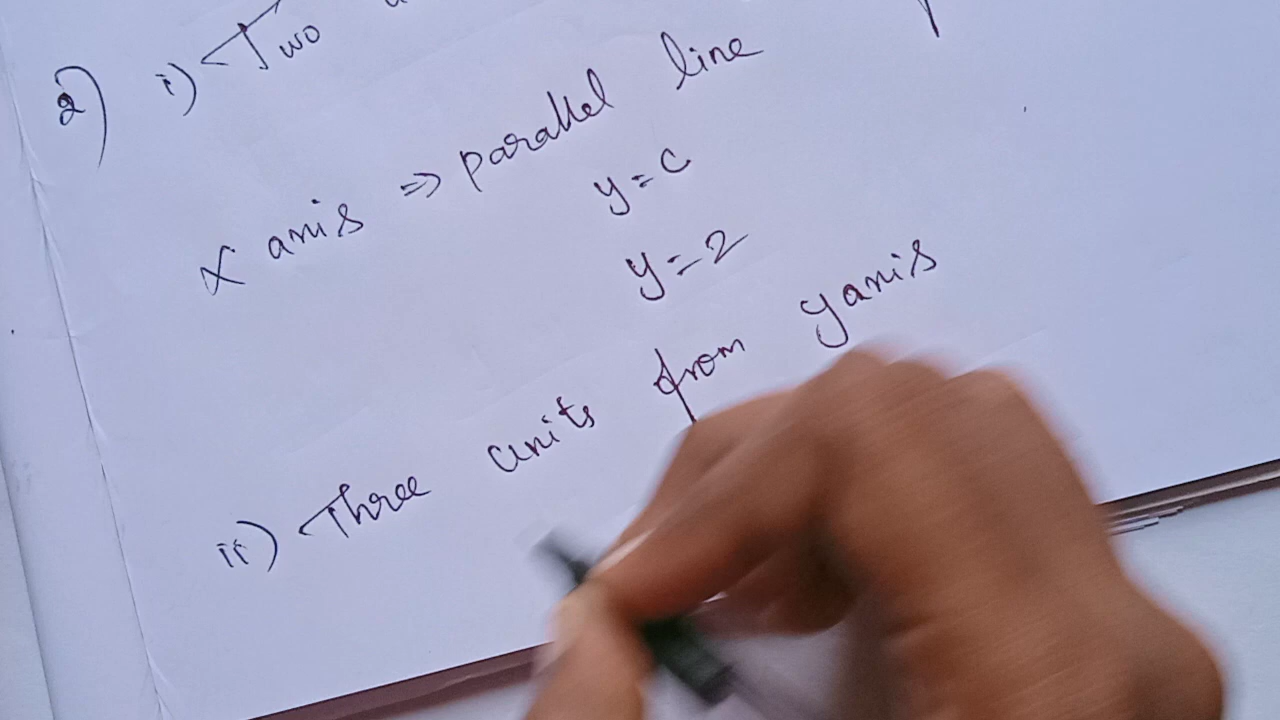 2) i) Two
X axis => parallel line
y = c
y = 2
ii) Three units from y axis